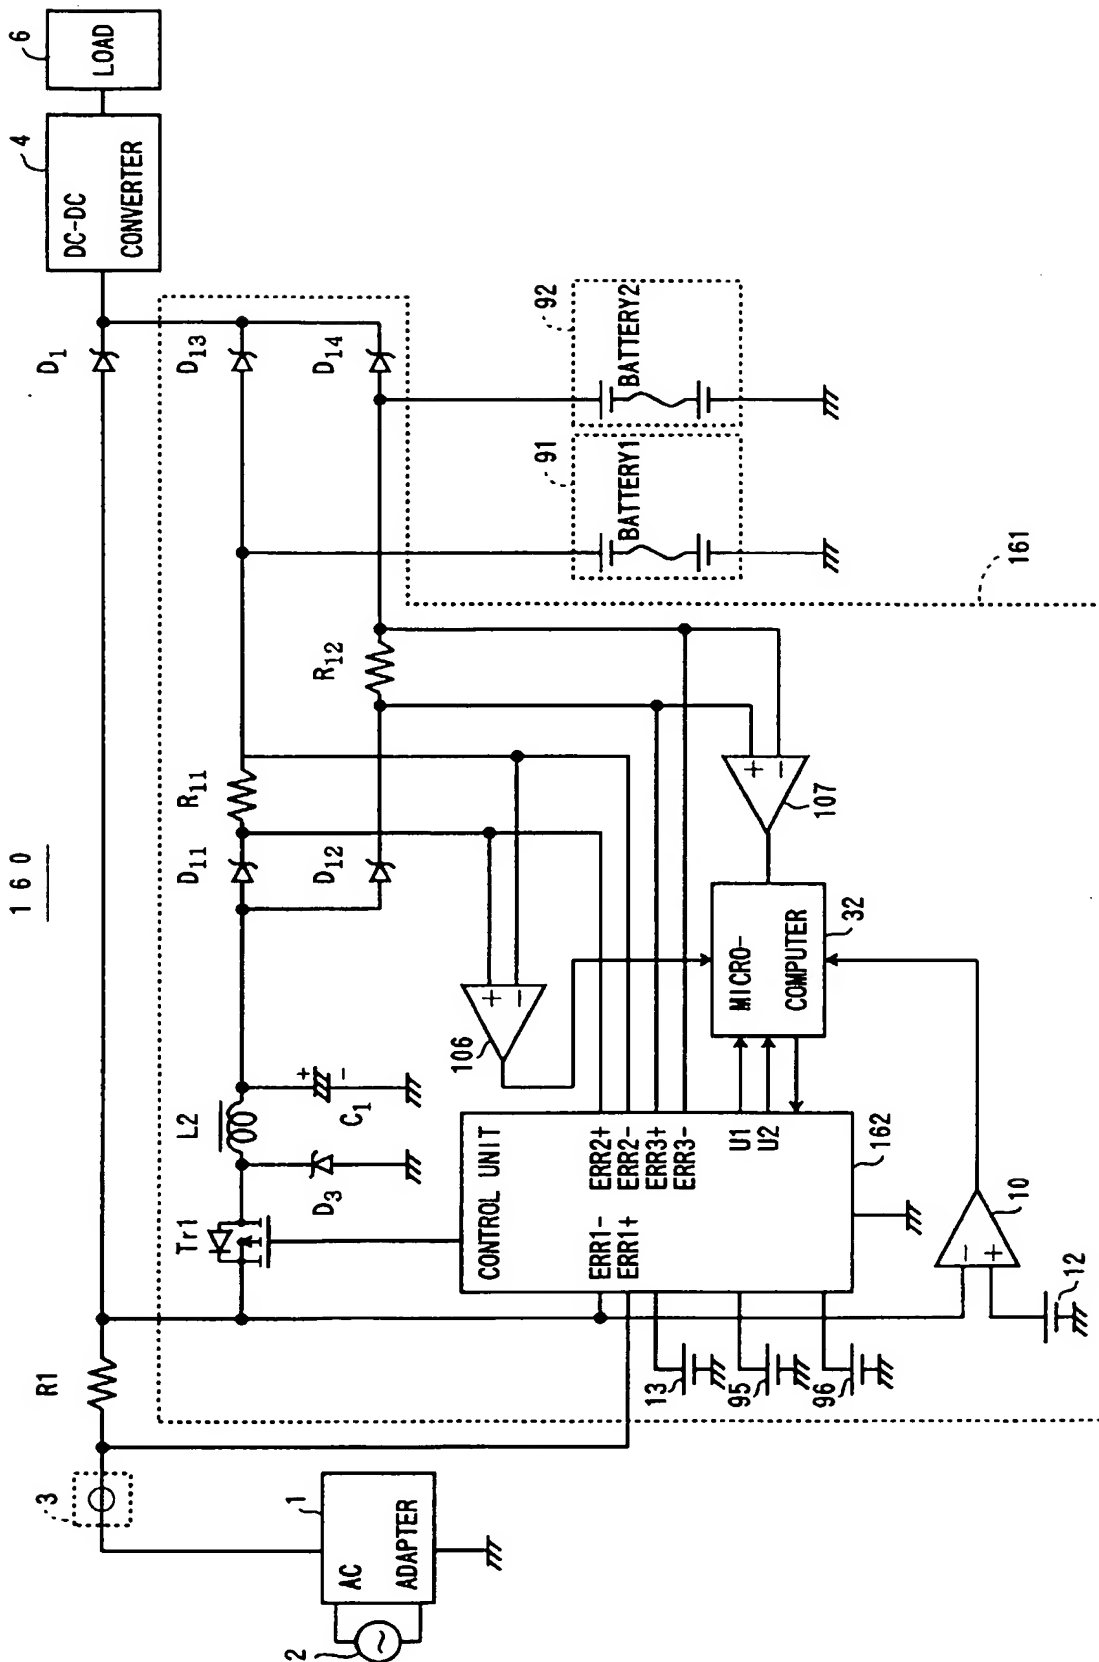 160
R1
D1
DC-DC
CONVERTER
4
LOAD
6
3
AC
ADAPTER
1
2
Tr1
L2
D3
C1
+
-
D11
R11
D12
R12
D13
D14
91
BATTERY1
92
BATTERY2
161
CONTROL UNIT
ERR1-
ERR1+
ERR2+
ERR2-
ERR3+
ERR3-
U1
U2
162
106
+
-
107
+
-
MICRO-
COMPUTER
32
10
-
+
12
13
95
96